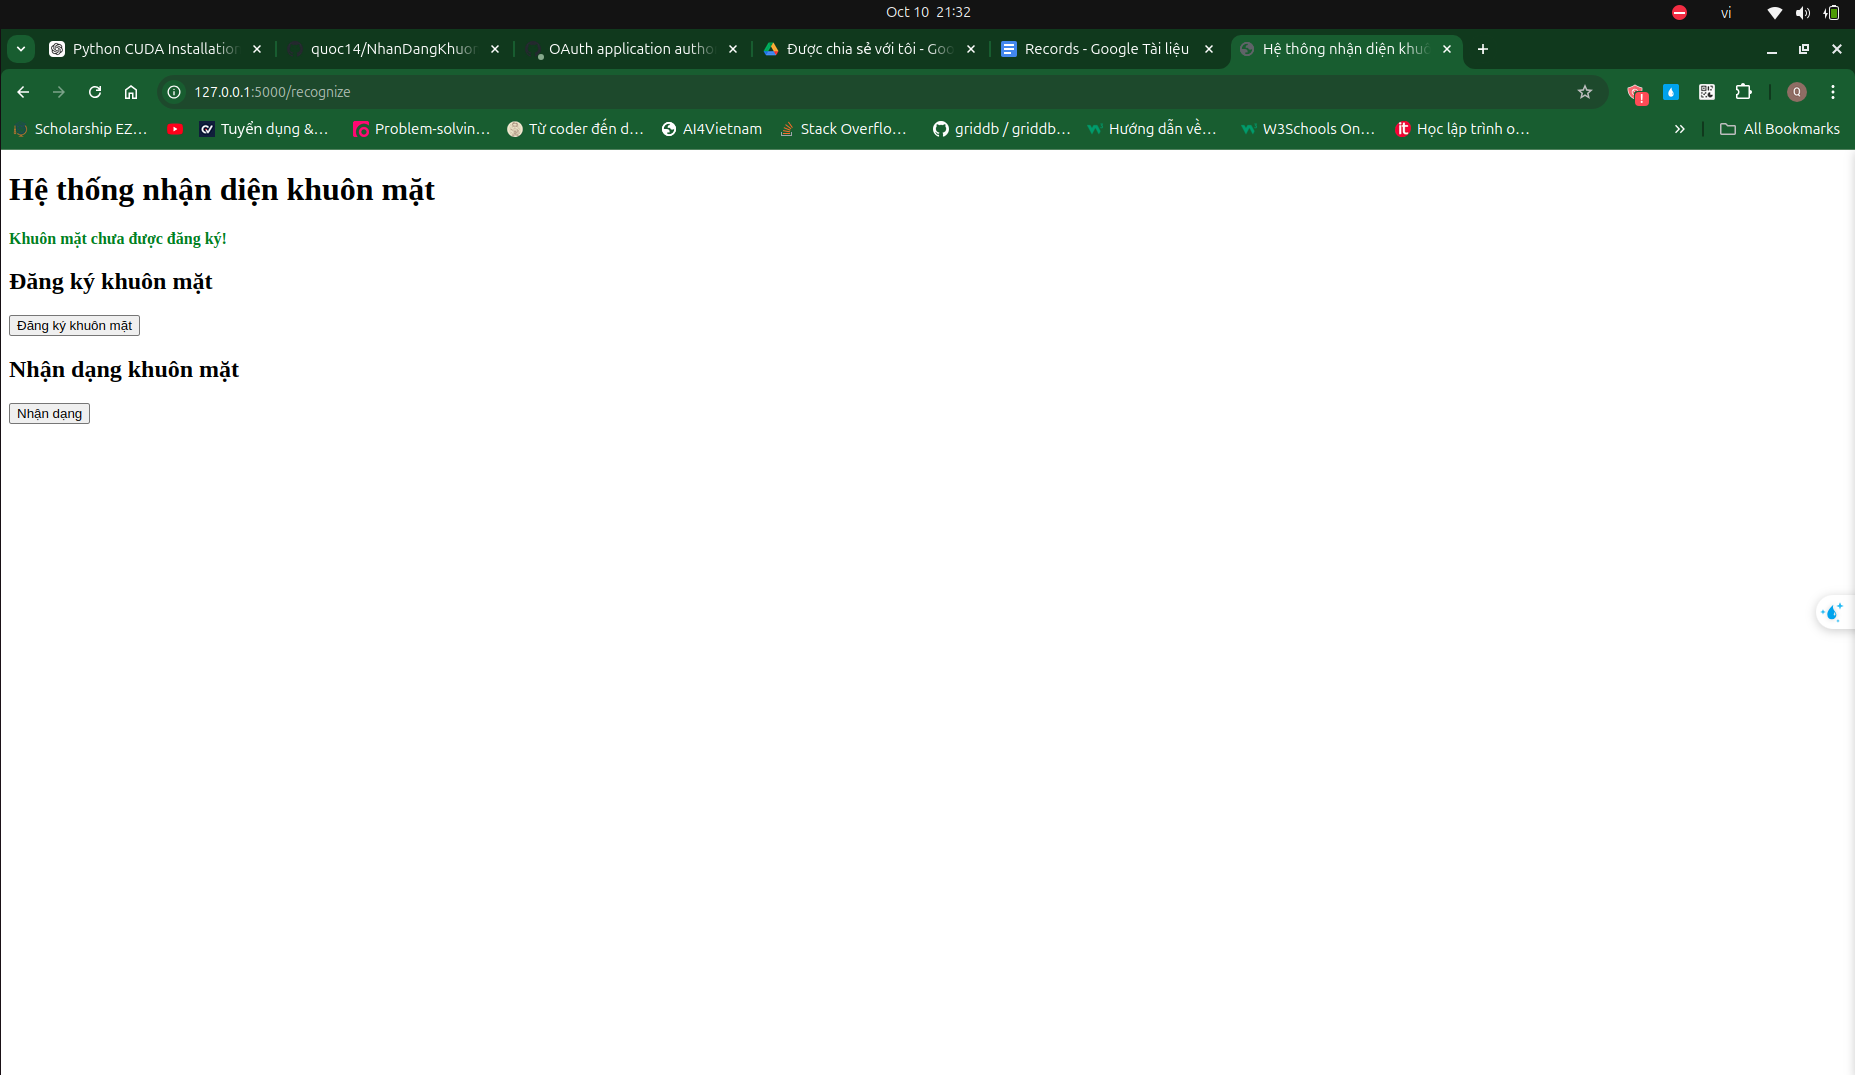 Oct 10 21:32
vi
Python CUDA Installation
quoc14/NhanDangKhuon
OAuth application autho
Được chia sẻ với tôi - Goo
Records - Google Tài liệu
Hệ thống nhận diện khuô
127.0.0.1:5000/recognize
Q
Scholarship EZ...
Tuyển dụng &...
Problem-solvin...
Từ coder đến d...
AI4Vietnam
Stack Overflo...
griddb / griddb...
Hướng dẫn về...
W3Schools On...
Học lập trình o...
All Bookmarks
Hệ thống nhận diện khuôn mặt
Khuôn mặt chưa được đăng ký!
Đăng ký khuôn mặt
Đăng ký khuôn mặt
Nhận dạng khuôn mặt
Nhận dạng